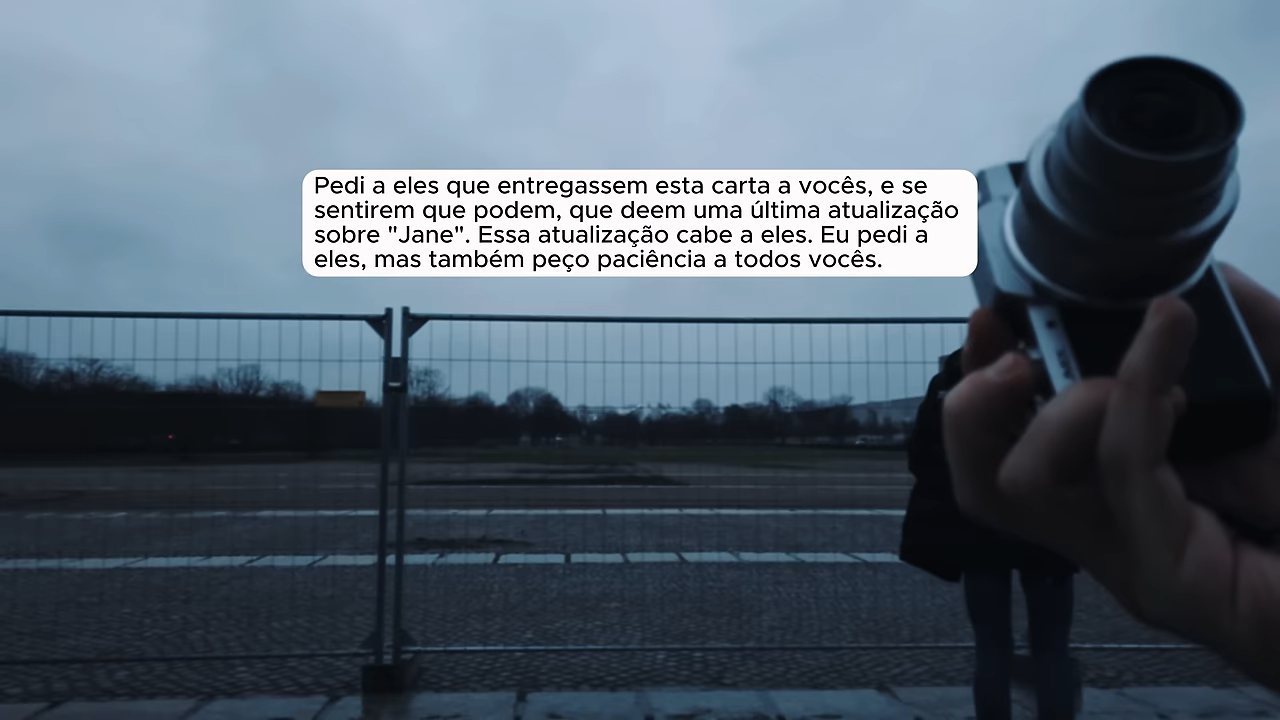 Pedi a eles que entregassem esta carta a vocês, e se
sentirem que podem, que deem uma última atualização
sobre "Jane". Essa atualização cabe a eles. Eu pedi a
eles, mas também peço paciência a todos vocês.